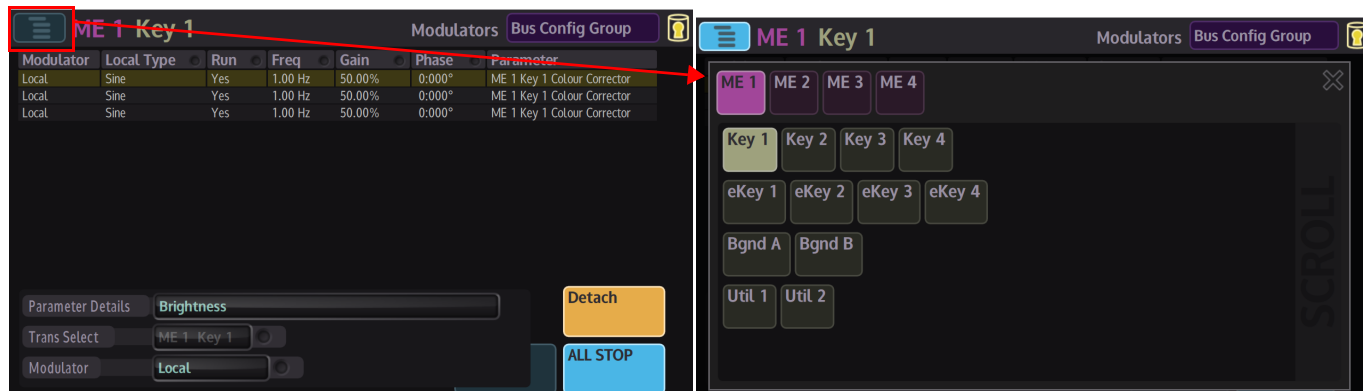 ME 1 Key 1 Modulators Bus Config Group
Modulator Local Type Run Freq Gain Phase Parameter
Local Sine Yes 1.00 Hz 50.00% 0:000° ME 1 Key 1 Colour Corrector
Local Sine Yes 1.00 Hz 50.00% 0:000° ME 1 Key 1 Colour Corrector
Local Sine Yes 1.00 Hz 50.00% 0:000° ME 1 Key 1 Colour Corrector
Parameter Details Brightness
Detach
Trans Select ME 1 Key 1
Modulator Local
ALL STOP
ME 1 Key 1 Modulators Bus Config Group
ME 1 ME 2 ME 3 ME 4
Key 1 Key 2 Key 3 Key 4
eKey 1 eKey 2 eKey 3 eKey 4
Bgnd A Bgnd B
Util 1 Util 2
SCROLL